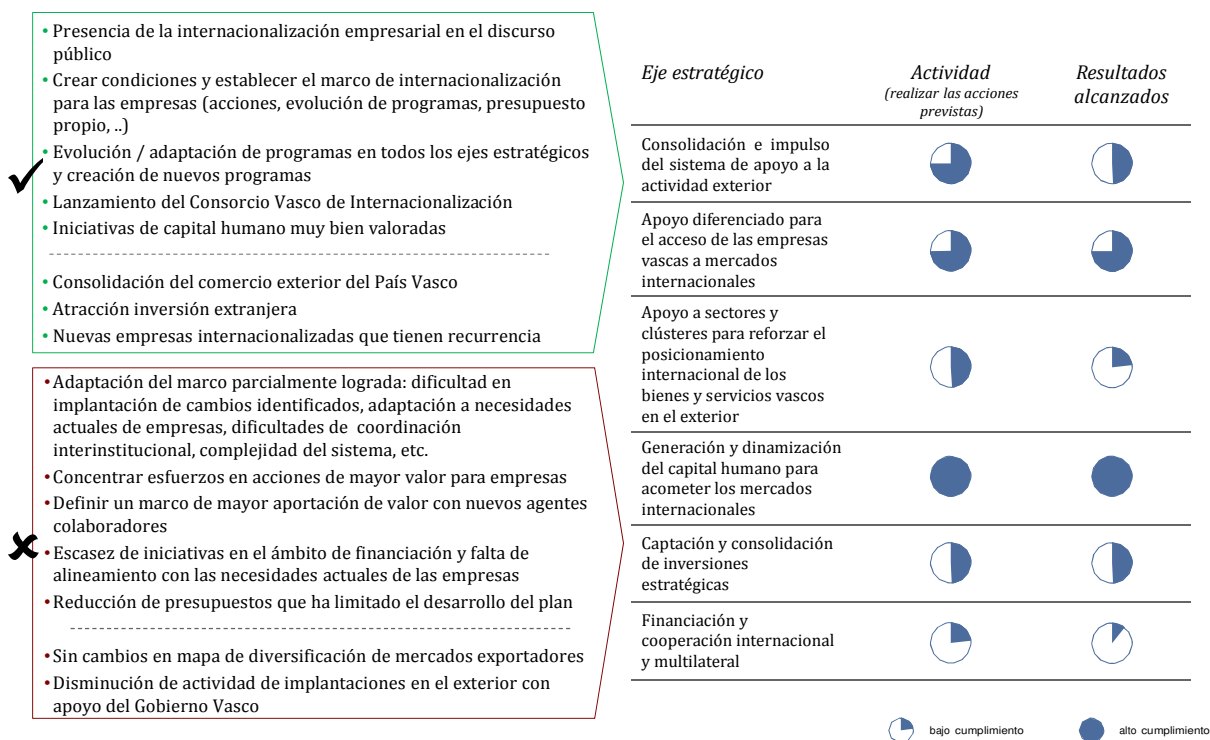 • Presencia de la internacionalización empresarial en el discurso
público
• Crear condiciones y establecer el marco de internacionalización
para las empresas (acciones, evolución de programas, presupuesto
propio, ..)
• Evolución / adaptación de programas en todos los ejes estratégicos
y creación de nuevos programas
• Lanzamiento del Consorcio Vasco de Internacionalización
• Iniciativas de capital humano muy bien valoradas
• Consolidación del comercio exterior del País Vasco
• Atracción inversión extranjera
• Nuevas empresas internacionalizadas que tienen recurrencia
• Adaptación del marco parcialmente lograda: dificultad en
implantación de cambios identificados, adaptación a necesidades
actuales de empresas, dificultades de coordinación
interinstitucional, complejidad del sistema, etc.
• Concentrar esfuerzos en acciones de mayor valor para empresas
• Definir un marco de mayor aportación de valor con nuevos agentes
colaboradores
• Escasez de iniciativas en el ámbito de financiación y falta de
alineamiento con las necesidades actuales de las empresas
• Reducción de presupuestos que ha limitado el desarrollo del plan
• Sin cambios en mapa de diversificación de mercados exportadores
• Disminución de actividad de implantaciones en el exterior con
apoyo del Gobierno Vasco
Eje estratégico
Actividad
(realizar las acciones
previstas)
Resultados
alcanzados
Consolidación e impulso
del sistema de apoyo a la
actividad exterior
Apoyo diferenciado para
el acceso de las empresas
vascas a mercados
internacionales
Apoyo a sectores y
clústeres para reforzar el
posicionamiento
internacional de los
bienes y servicios vascos
en el exterior
Generación y dinamización
del capital humano para
acometer los mercados
internacionales
Captación y consolidación
de inversiones
estratégicas
Financiación y
cooperación internacional
y multilateral
bajo cumplimiento
alto cumplimiento